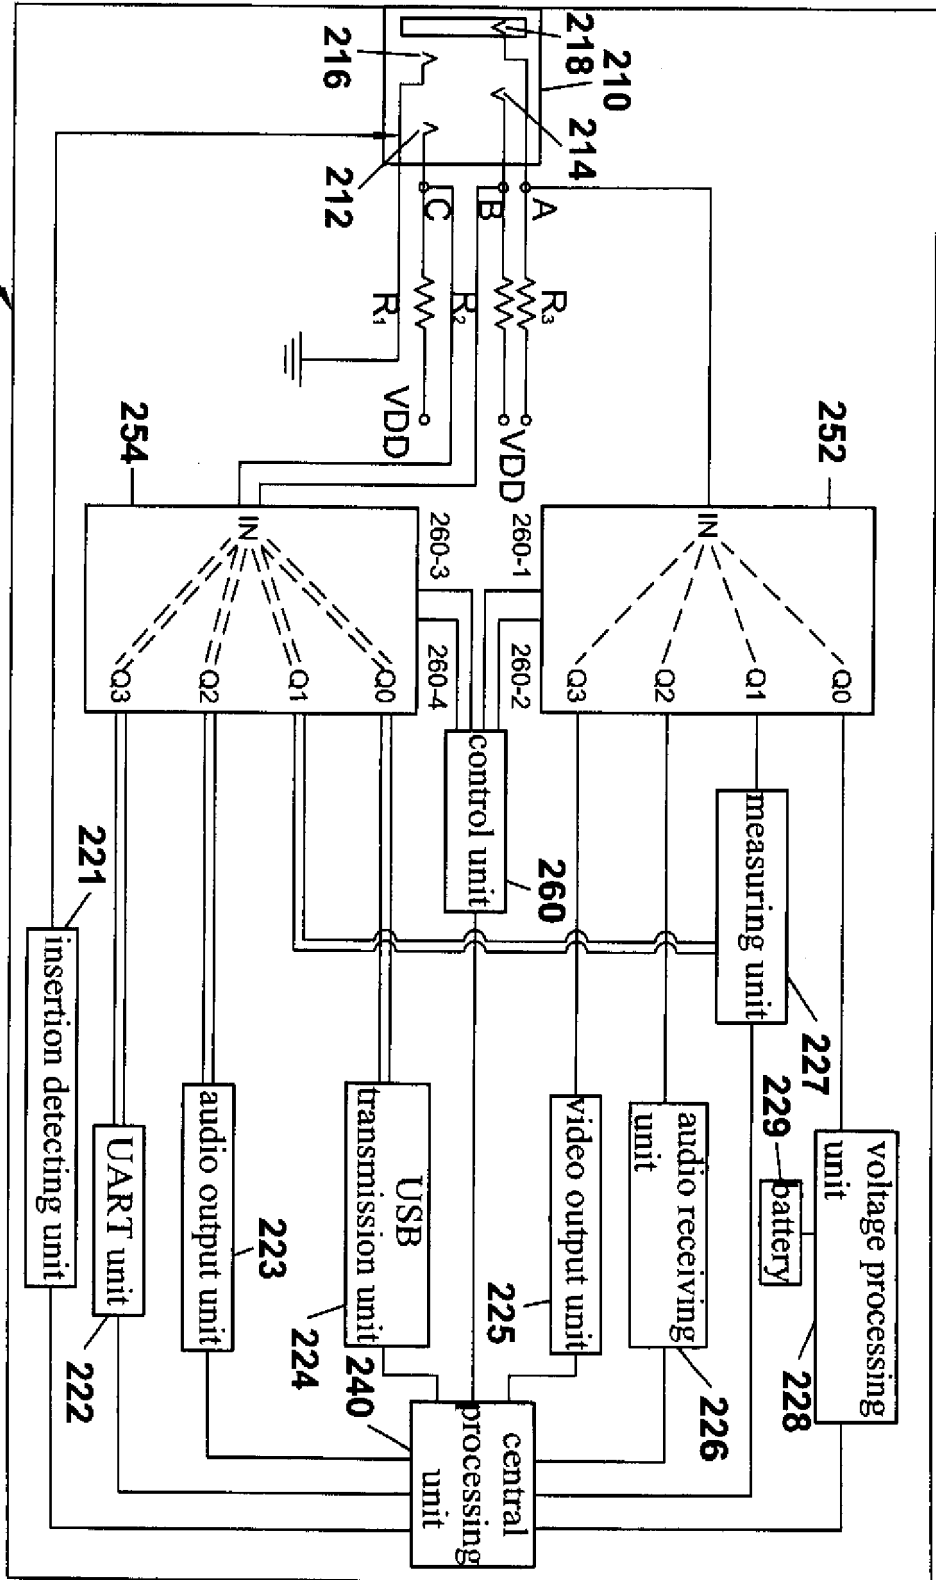 218
210
216
214
212
A
B
C
R3
R2
R1
VDD
VDD
252
254
IN
Q0
Q1
Q2
Q3
IN
Q0
Q1
Q2
Q3
260-1
260-2
260-3
260-4
control unit
260
measuring unit
227
voltage processing
unit
228
battery
229
audio receiving
unit
226
video output unit
225
USB
transmission unit
224
audio output unit
223
UART unit
222
insertion detecting unit
221
central
processing
unit
240